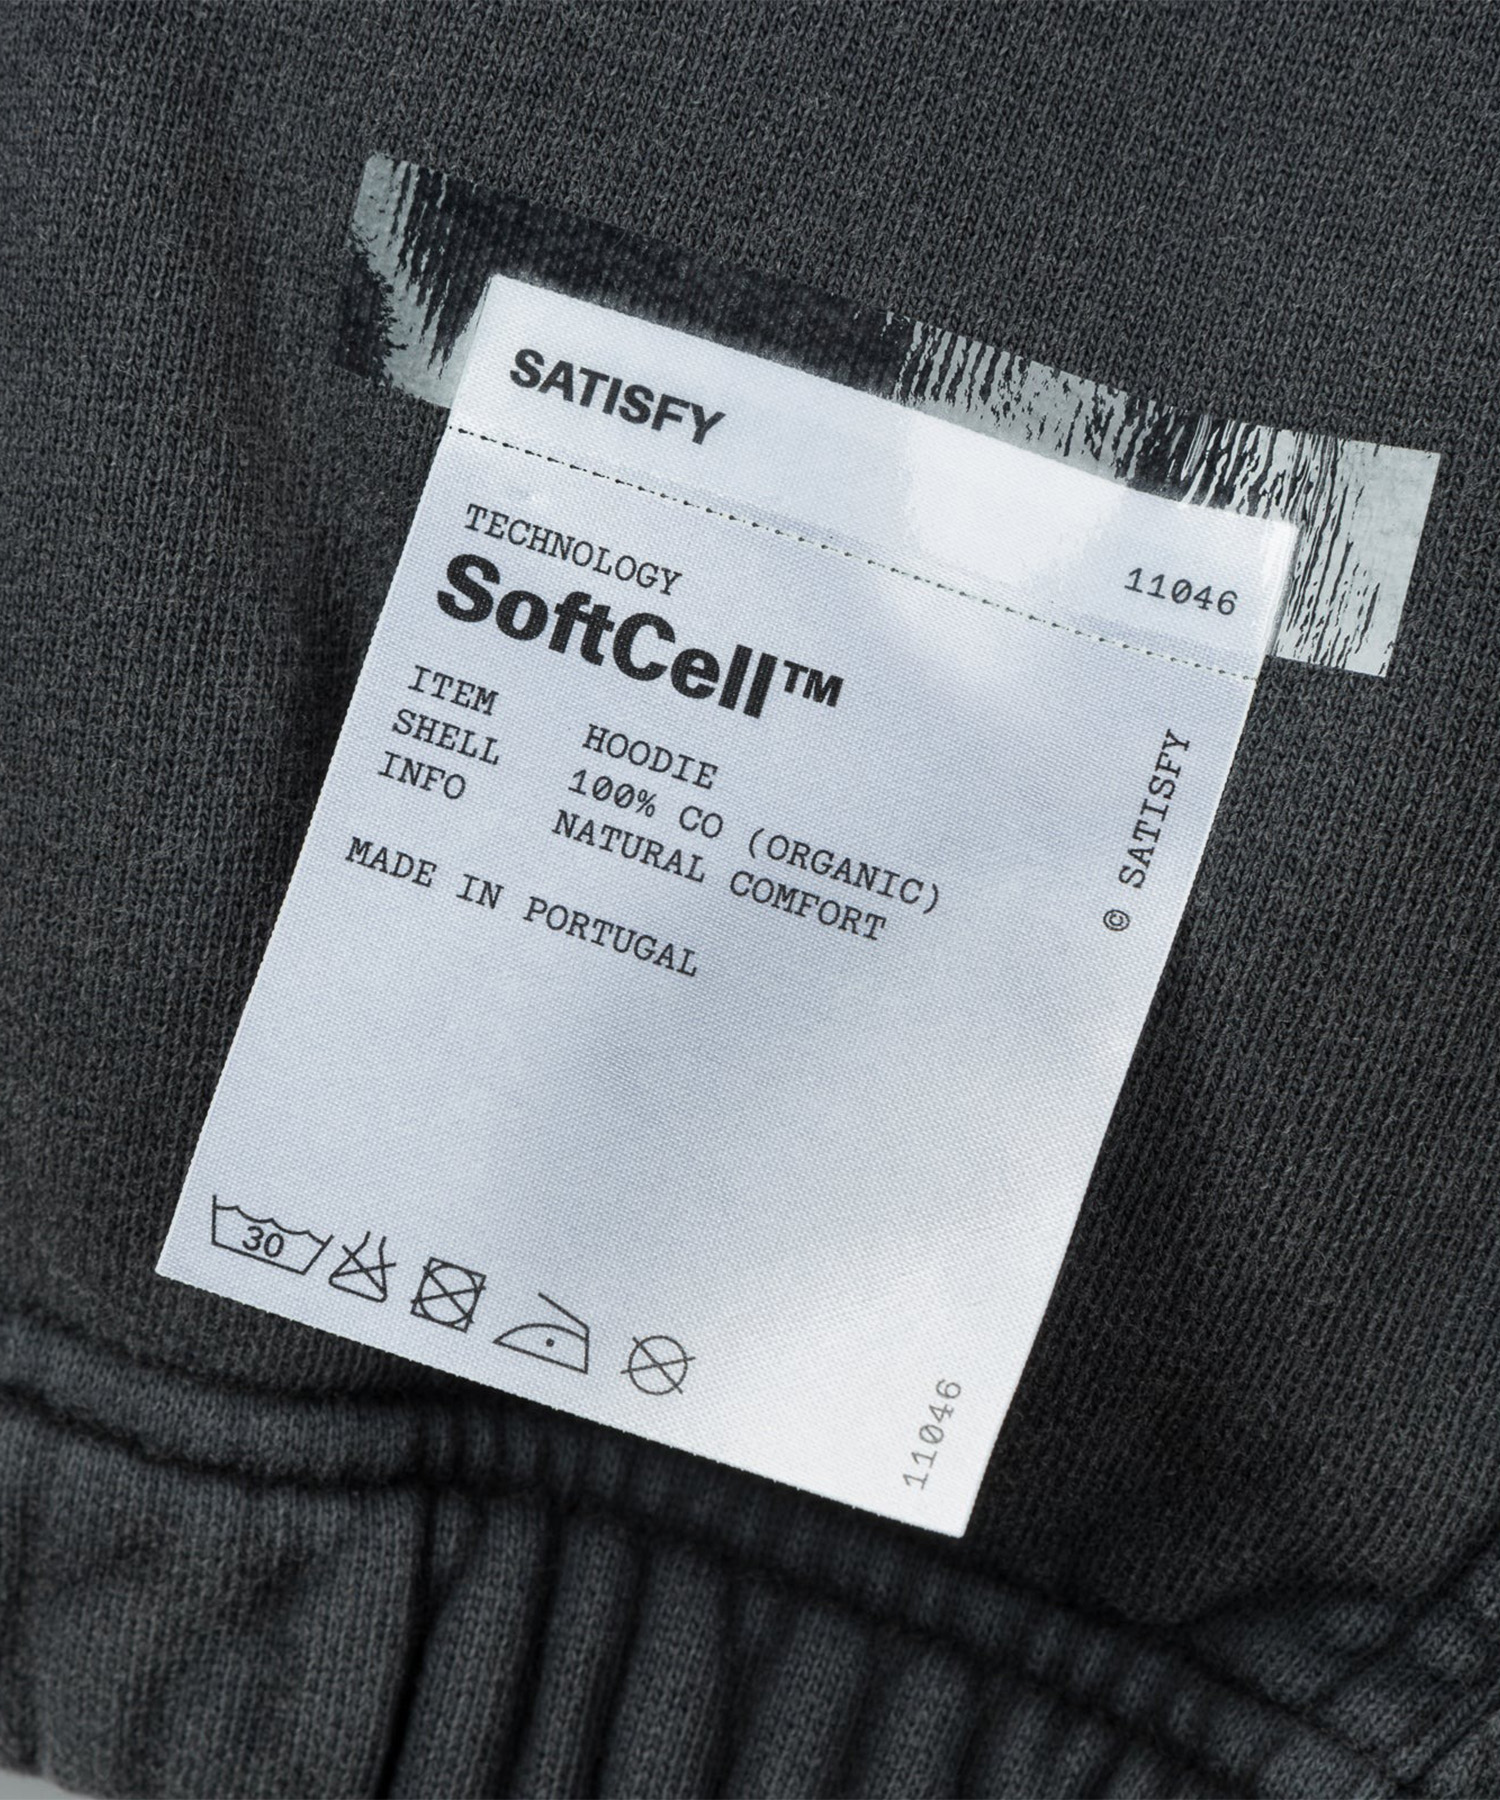 SATISFY
11046
TECHNOLOGY
SoftCell™
ITEM HOODIE
SHELL 100% CO (ORGANIC)
INFO NATURAL COMFORT
MADE IN PORTUGAL
© SATISFY
30
11046